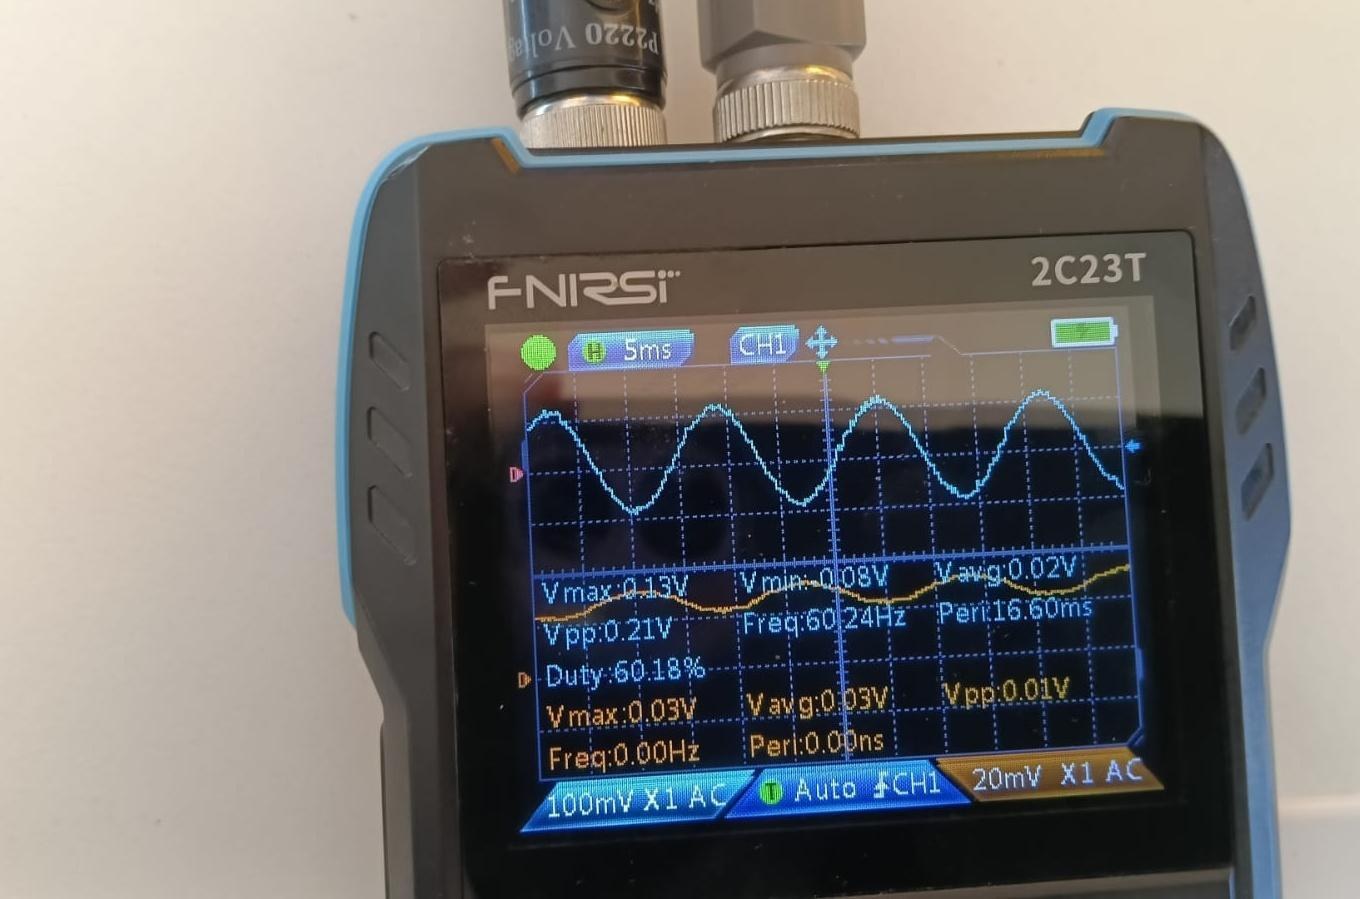 P2220 Voltag
FNIRSI
2C23T
H 5ms CH1
Vmax:0.13V Vmin:-0.08V Vavg:0.02V
Vpp:0.21V Freq:60.24Hz Peri:16.60ms
Duty:60.18%
Vmax:0.03V Vavg:0.03V Vpp:0.01V
Freq:0.00Hz Peri:0.00ns
100mV X1 AC T Auto CH1 20mV X1 AC